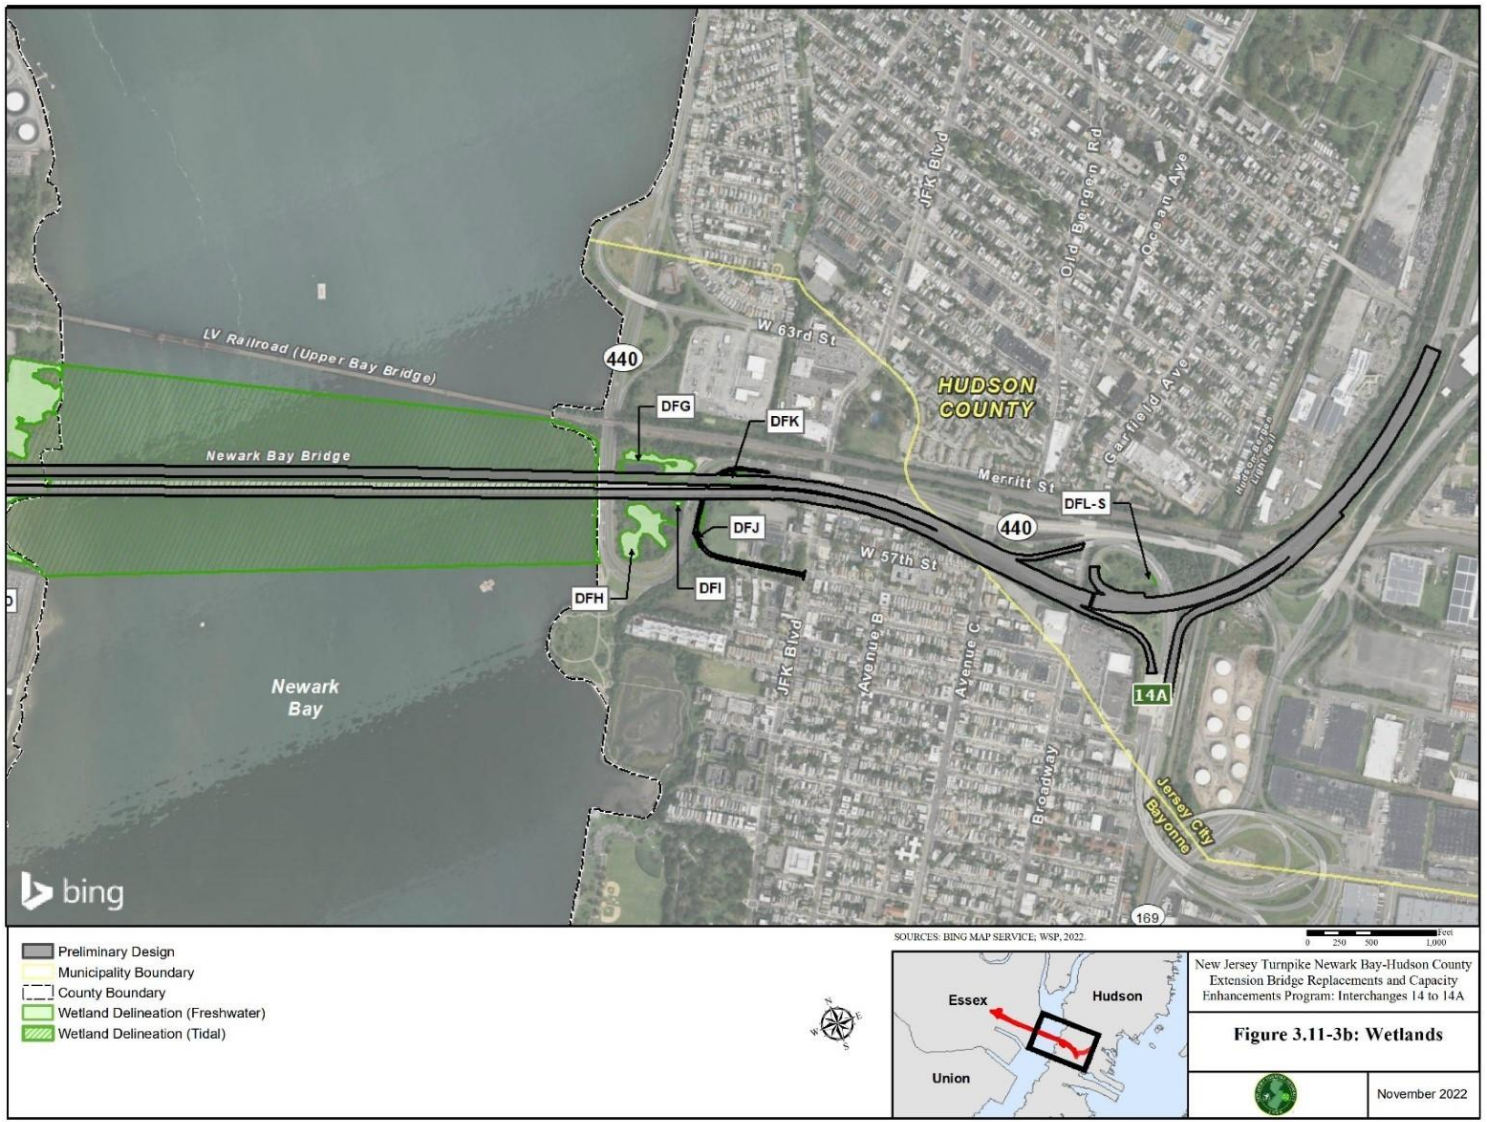 JFK Blvd
Old Bergen Rd
Ocean Ave
LV Railroad (Upper Bay Bridge)
W 63rd St
440
HUDSON
COUNTY
Garfield Ave
DFG
DFK
Hudson-Bergen
Light Rail
Newark Bay Bridge
Merritt St
DFL-S
440
DFJ
W 57th St
DFH
DFI
JFK Blvd
Avenue B
Avenue C
Newark
Bay
14A
Broadway
Jersey City
Bayonne
bing
169
SOURCES: BING MAP SERVICE; WSP, 2022.
Feet
0 250 500 1,000
Preliminary Design
Municipality Boundary
County Boundary
Wetland Delineation (Freshwater)
Wetland Delineation (Tidal)
N
E
S
W
Essex
Hudson
Union
New Jersey Turnpike Newark Bay-Hudson County
Extension Bridge Replacements and Capacity
Enhancements Program: Interchanges 14 to 14A
Figure 3.11-3b: Wetlands
November 2022